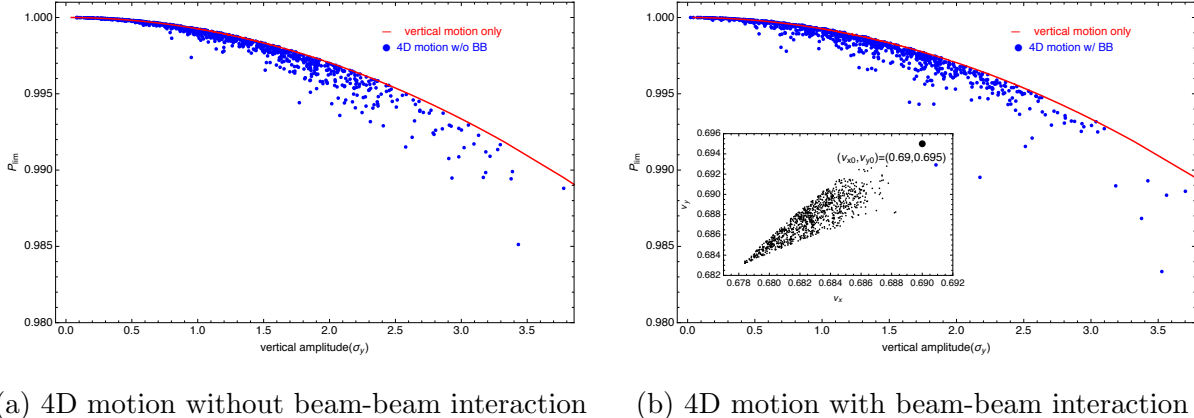 1.000
0.995
0.990
0.985
0.980
P_lim
vertical motion only
4D motion w/o BB
0.0 0.5 1.0 1.5 2.0 2.5 3.0 3.5
vertical amplitude(σ_y)
1.000
0.995
0.990
0.985
0.980
P_lim
vertical motion only
4D motion w/ BB
0.696
0.694
0.692
0.690
0.688
0.686
0.684
0.682
ν_y
(ν_x0,ν_y0)=(0.69,0.695)
0.678 0.680 0.682 0.684 0.686 0.688 0.690 0.692
ν_x
0.0 0.5 1.0 1.5 2.0 2.5 3.0 3.5
vertical amplitude(σ_y)
a) 4D motion without beam-beam interaction
(b) 4D motion with beam-beam interaction